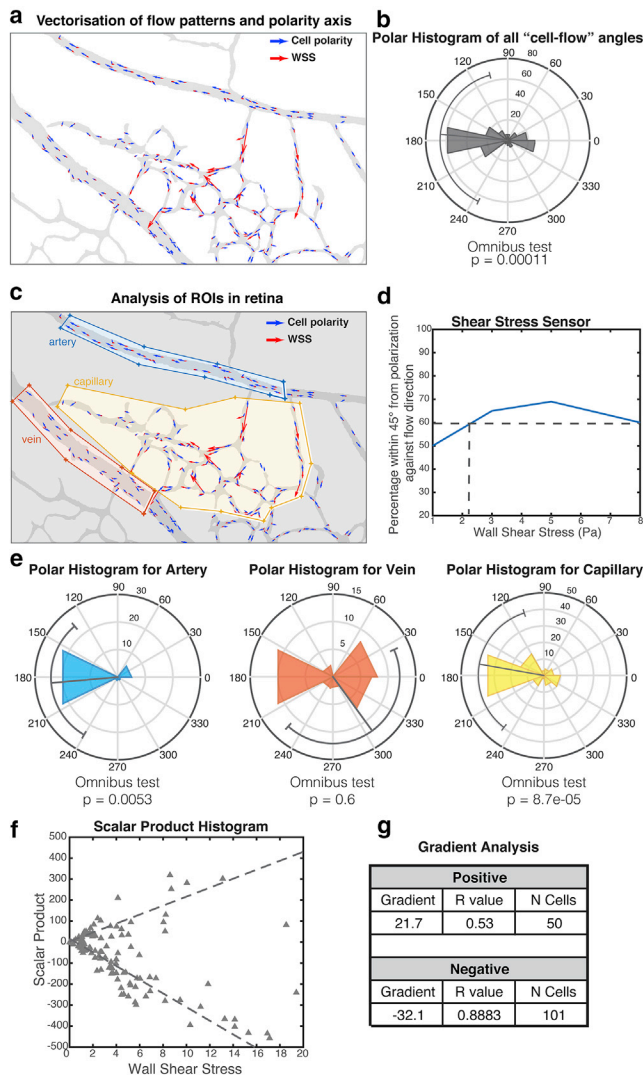 a
Vectorisation of flow patterns and polarity axis
Cell polarity
WSS
b
Polar Histogram of all “cell-flow” angles
90
80
120
60
60
40
150
30
20
180
0
210
330
240
300
270
Omnibus test
p = 0.00011
c
Analysis of ROIs in retina
Cell polarity
WSS
artery
capillary
vein
d
Shear Stress Sensor
Percentage within 45° from polarization
against flow direction
100
90
80
70
60
50
40
30
20
1
2
3
4
5
6
7
8
Wall Shear Stress (Pa)
e
Polar Histogram for Artery
90
30
120
60
20
150
30
10
180
0
210
330
240
300
270
Omnibus test
p = 0.0053
Polar Histogram for Vein
90
15
120
60
10
150
30
5
180
0
210
330
240
300
270
Omnibus test
p = 0.6
Polar Histogram for Capillary
90
50
120
60
40
30
150
30
20
10
180
0
210
330
240
300
270
Omnibus test
p = 8.7e-05
f
Scalar Product Histogram
Scalar Product
500
400
300
200
100
0
-100
-200
-300
-400
-500
0
2
4
6
8
10
12
14
16
18
20
Wall Shear Stress
g
Gradient Analysis
Positive
Gradient R value N Cells
21.7 0.53 50
Negative
Gradient R value N Cells
-32.1 0.8883 101